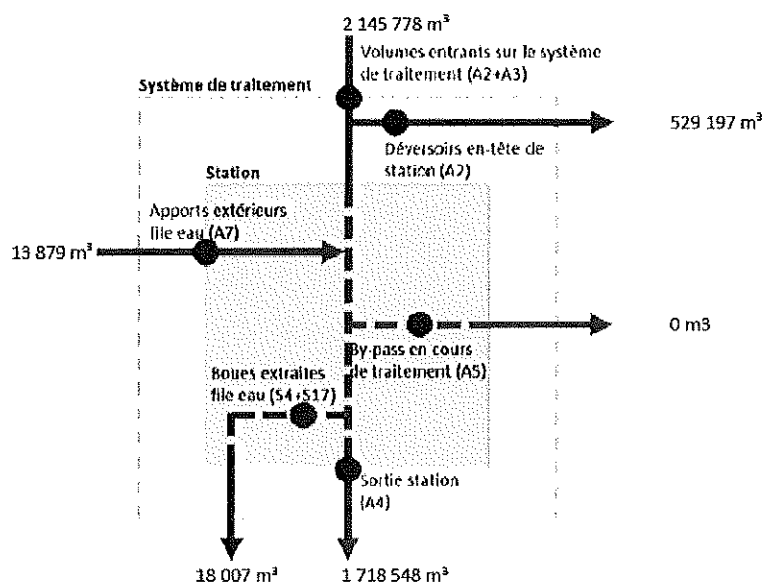 2 145 778 m³
Volumes entrants sur le système
de traitement (A2+A3)
Système de traitement
529 197 m³
Déversoirs en-tête de
station (A2)
Station
Apports extérieurs
file eau (A7)
13 879 m³
0 m3
By-pass en cours
de traitement (A5)
Boues extraites
file eau (S4+S17)
Sortie station
(A4)
18 007 m³
1 718 548 m³